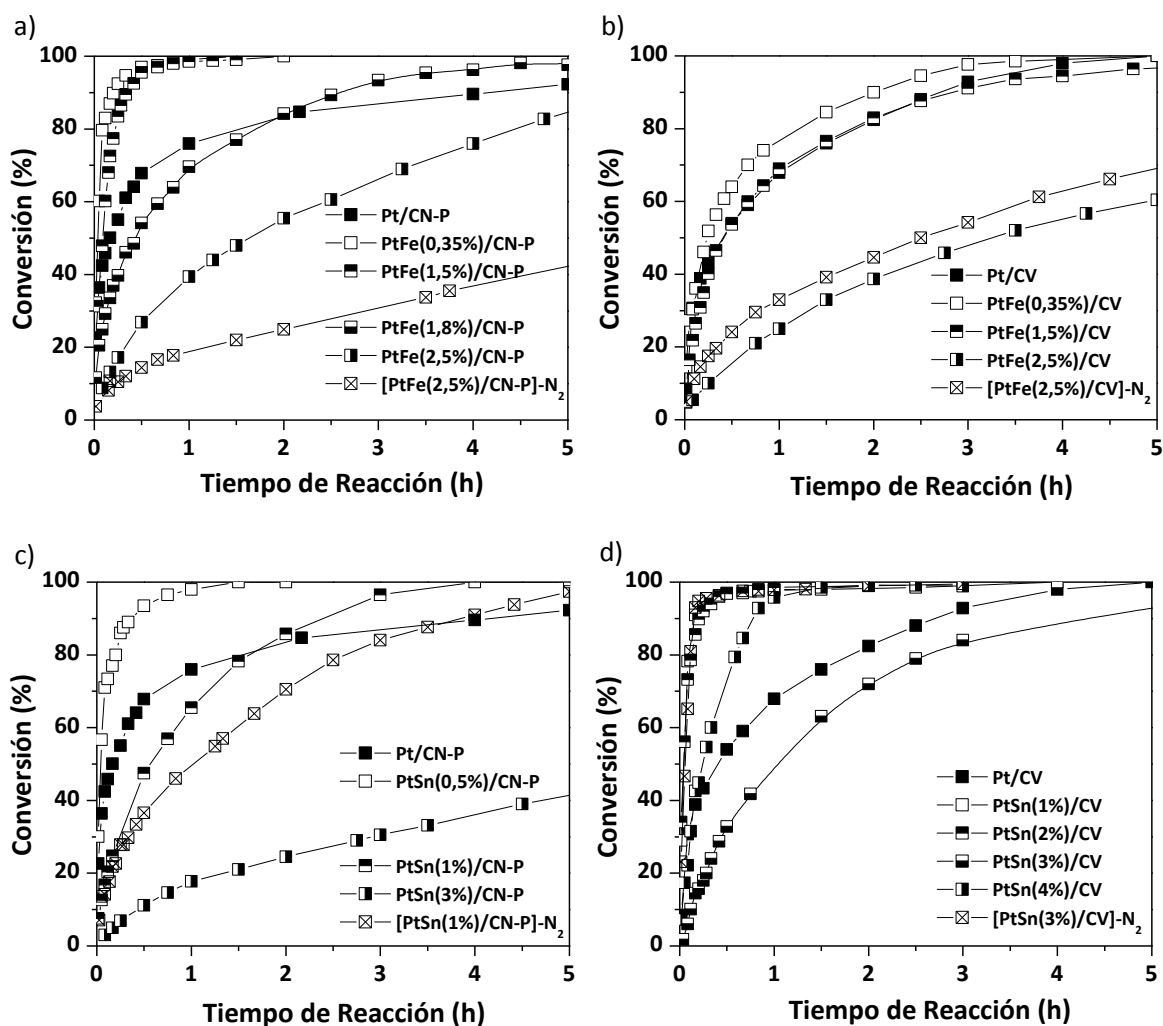 a)
100
80
60
40
20
0
Conversión (%)
Pt/CN-P
PtFe(0,35%)/CN-P
PtFe(1,5%)/CN-P
PtFe(1,8%)/CN-P
PtFe(2,5%)/CN-P
[PtFe(2,5%)/CN-P]-N2
0 1 2 3 4 5
Tiempo de Reacción (h)
b)
100
80
60
40
20
0
Conversión (%)
Pt/CV
PtFe(0,35%)/CV
PtFe(1,5%)/CV
PtFe(2,5%)/CV
[PtFe(2,5%)/CV]-N2
0 1 2 3 4 5
Tiempo de Reacción (h)
c)
100
80
60
40
20
0
Conversión (%)
Pt/CN-P
PtSn(0,5%)/CN-P
PtSn(1%)/CN-P
PtSn(3%)/CN-P
[PtSn(1%)/CN-P]-N2
0 1 2 3 4 5
Tiempo de Reacción (h)
d)
100
80
60
40
20
0
Conversión (%)
Pt/CV
PtSn(1%)/CV
PtSn(2%)/CV
PtSn(3%)/CV
PtSn(4%)/CV
[PtSn(3%)/CV]-N2
0 1 2 3 4 5
Tiempo de Reacción (h)